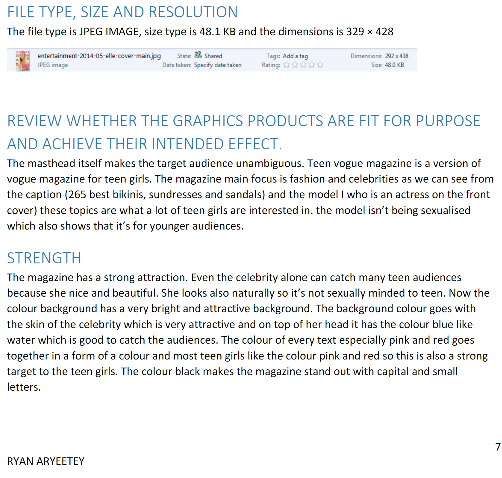 FILE TYPE, SIZE AND RESOLUTION
The file type is JPEG IMAGE, size type is 48.1 KB and the dimensions is 329 × 428
entertainment-2014-05-elle-cover-main.jpg State: Shared Tags: Add a tag Dimensions: 292 x 438
JPEG image Date taken: Specify date taken Rating: Size: 48.0 KB
REVIEW WHETHER THE GRAPHICS PRODUCTS ARE FIT FOR PURPOSE
AND ACHIEVE THEIR INTENDED EFFECT.
The masthead itself makes the target audience unambiguous. Teen vogue magazine is a version of
vogue magazine for teen girls. The magazine main focus is fashion and celebrities as we can see from
the caption (265 best bikinis, sundresses and sandals) and the model I who is an actress on the front
cover) these topics are what a lot of teen girls are interested in. the model isn't being sexualised
which also shows that it's for younger audiences.
STRENGTH
The magazine has a strong attraction. Even the celebrity alone can catch many teen audiences
because she nice and beautiful. She looks also naturally so it's not sexually minded to teen. Now the
colour background has a very bright and attractive background. The background colour goes with
the skin of the celebrity which is very attractive and on top of her head it has the colour blue like
water which is good to catch the audiences. The colour of every text especially pink and red goes
together in a form of a colour and most teen girls like the colour pink and red so this is also a strong
target to the teen girls. The colour black makes the magazine stand out with capital and small
letters.
7
RYAN ARYEETEY